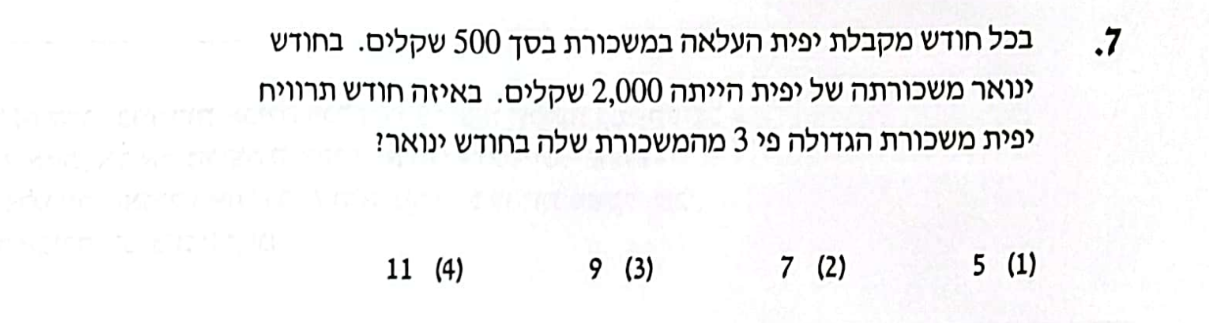 7. בכל חודש מקבלת יפית העלאה במשכורת בסך 500 שקלים. בחודש
ינואר משכורתה של יפית הייתה 2,000 שקלים. באיזה חודש תרוויח
יפית משכורת הגדולה פי 3 מהמשכורת שלה בחודש ינואר?
(1) 5 (2) 7 (3) 9 (4) 11